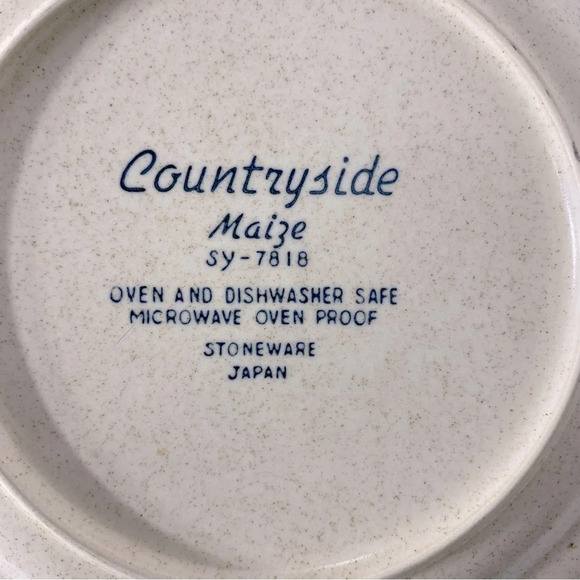 Countryside
Maize
SY-7818
OVEN AND DISHWASHER SAFE
MICROWAVE OVEN PROOF
STONEWARE
JAPAN